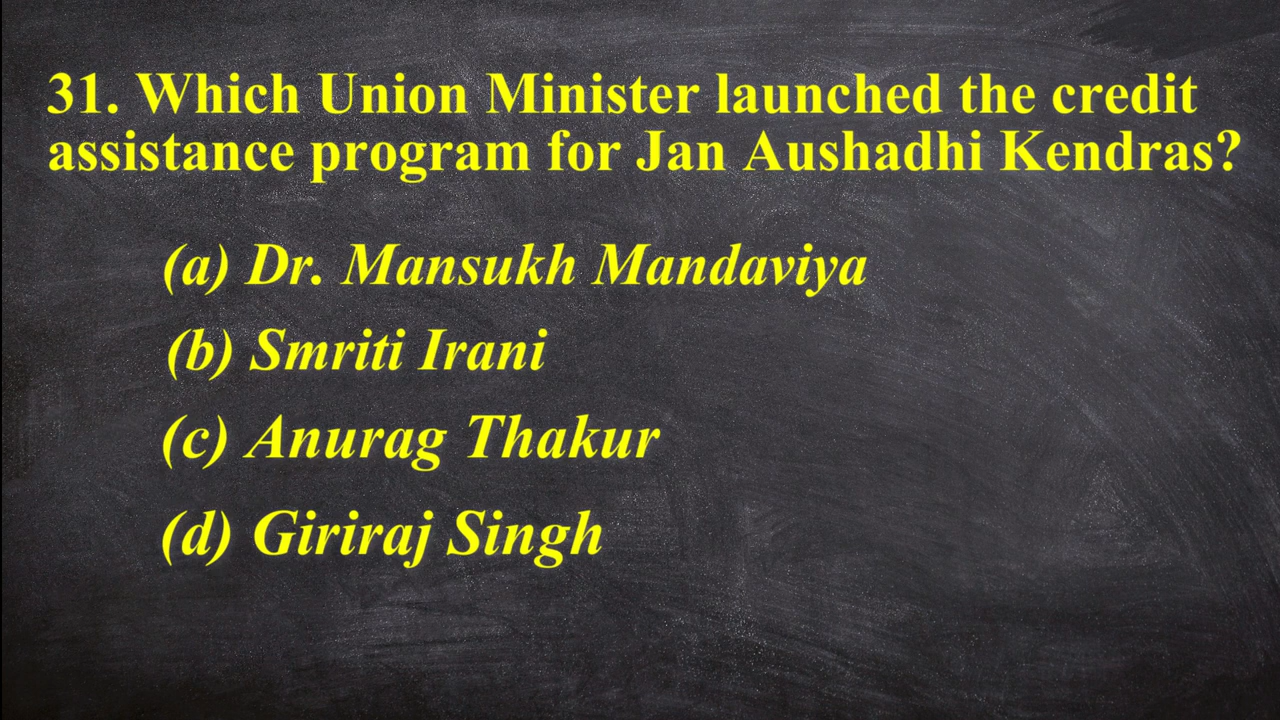 31. Which Union Minister launched the credit
assistance program for Jan Aushadhi Kendras?
(a) Dr. Mansukh Mandaviya
(b) Smriti Irani
(c) Anurag Thakur
(d) Giriraj Singh